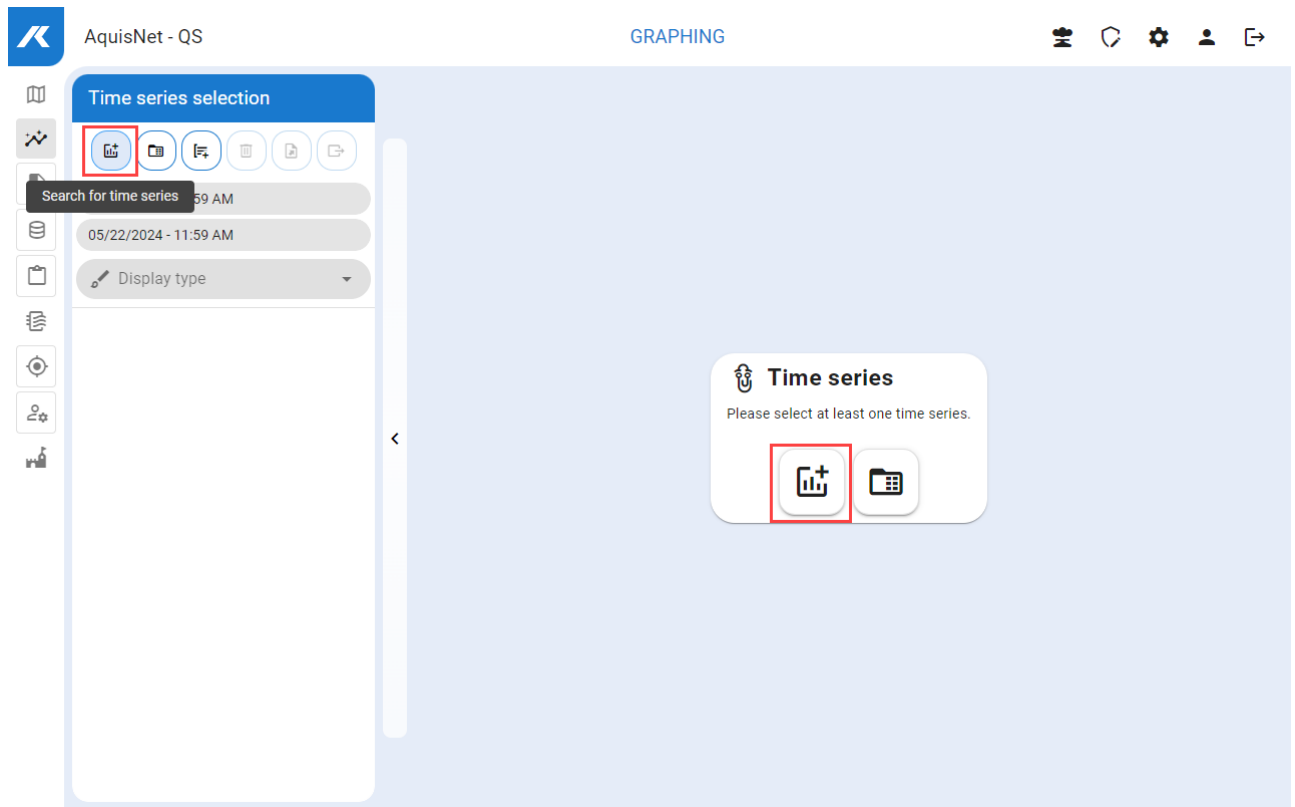 AquisNet - QS
GRAPHING
Time series selection
Search for time series
59 AM
05/22/2024 - 11:59 AM
Display type
Time series
Please select at least one time series.